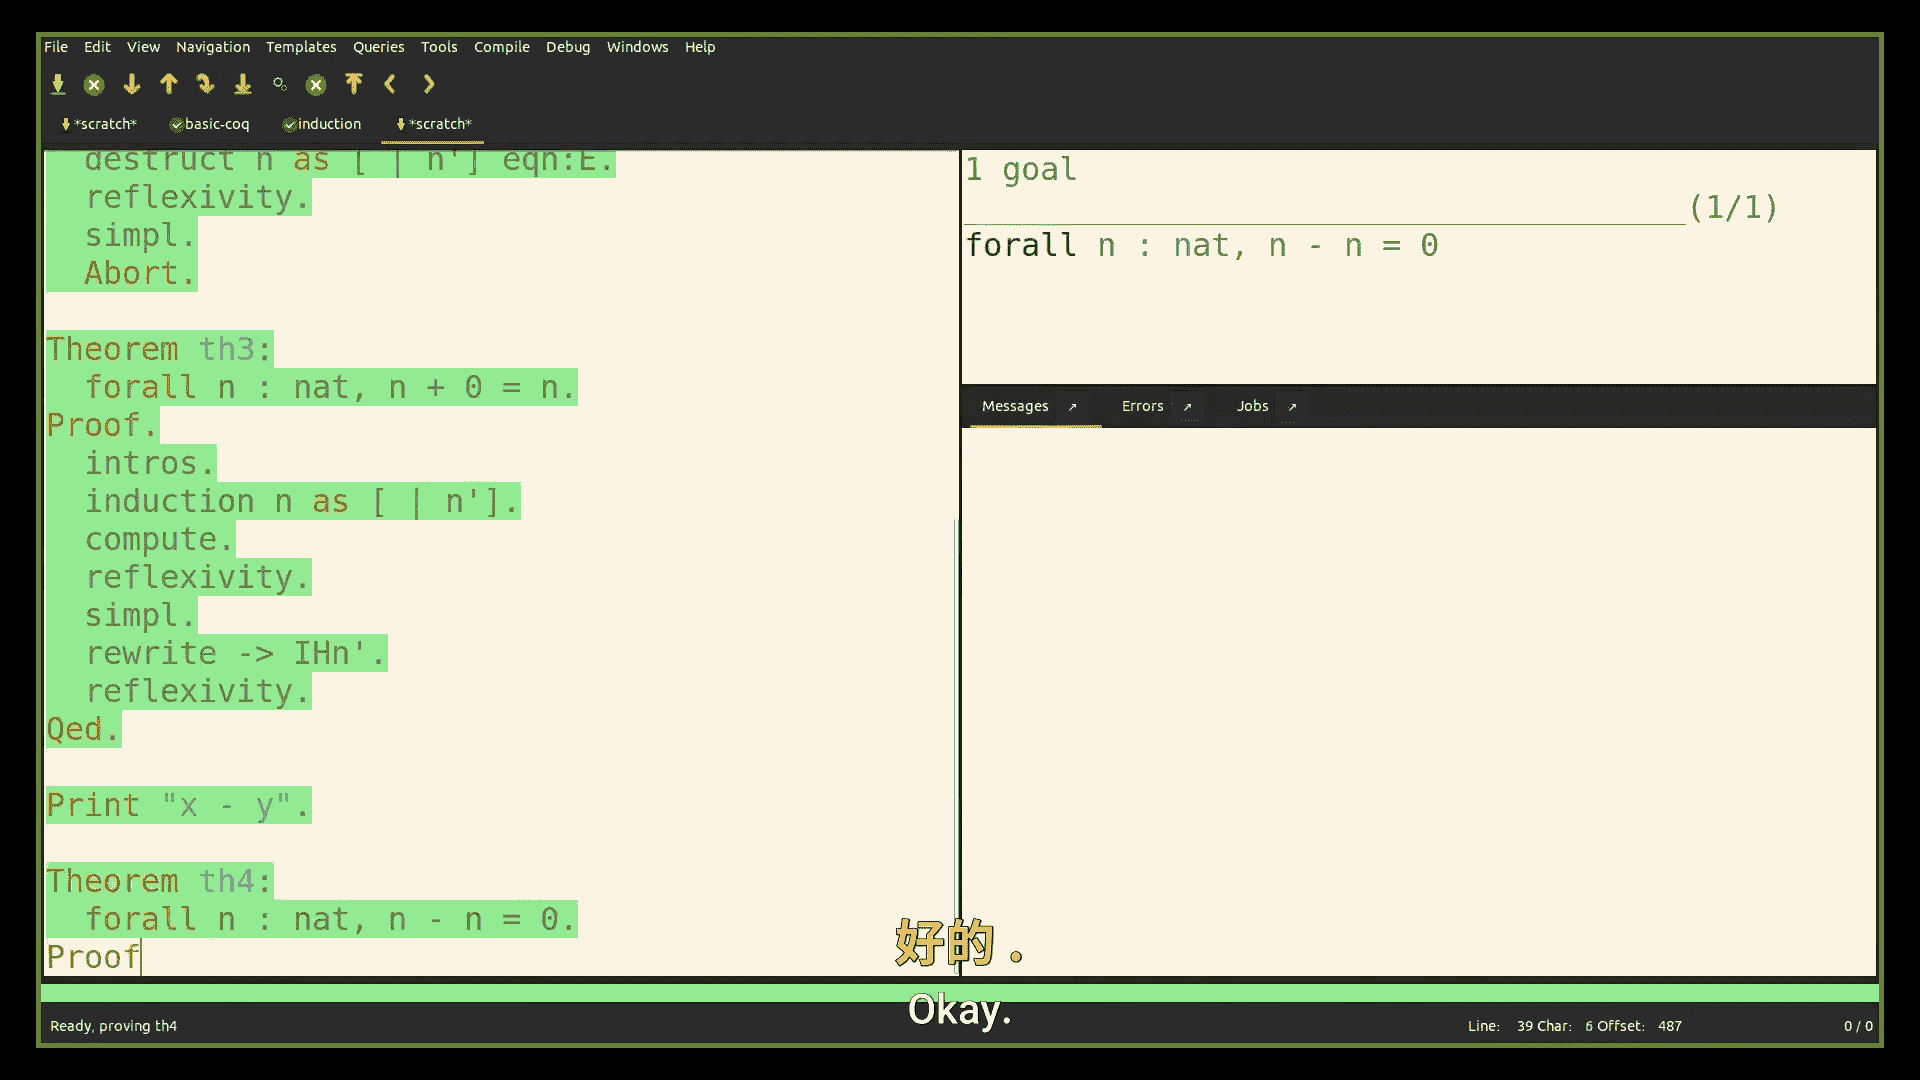 File Edit View Navigation Templates Queries Tools Compile Debug Windows Help
*scratch* basic-coq induction *scratch*
destruct n as [ | n'] eqn:E.
reflexivity.
simpl.
Abort.
Theorem th3:
forall n : nat, n + 0 = n.
Proof.
intros.
induction n as [ | n'].
compute.
reflexivity.
simpl.
rewrite -> IHn'.
reflexivity.
Qed.
Print "x - y".
Theorem th4:
forall n : nat, n - n = 0.
Proof
1 goal
(1/1)
forall n : nat, n - n = 0
Messages Errors Jobs
好的.
Okay.
Ready, proving th4
Line: 39 Char: 6 Offset: 487 0 / 0